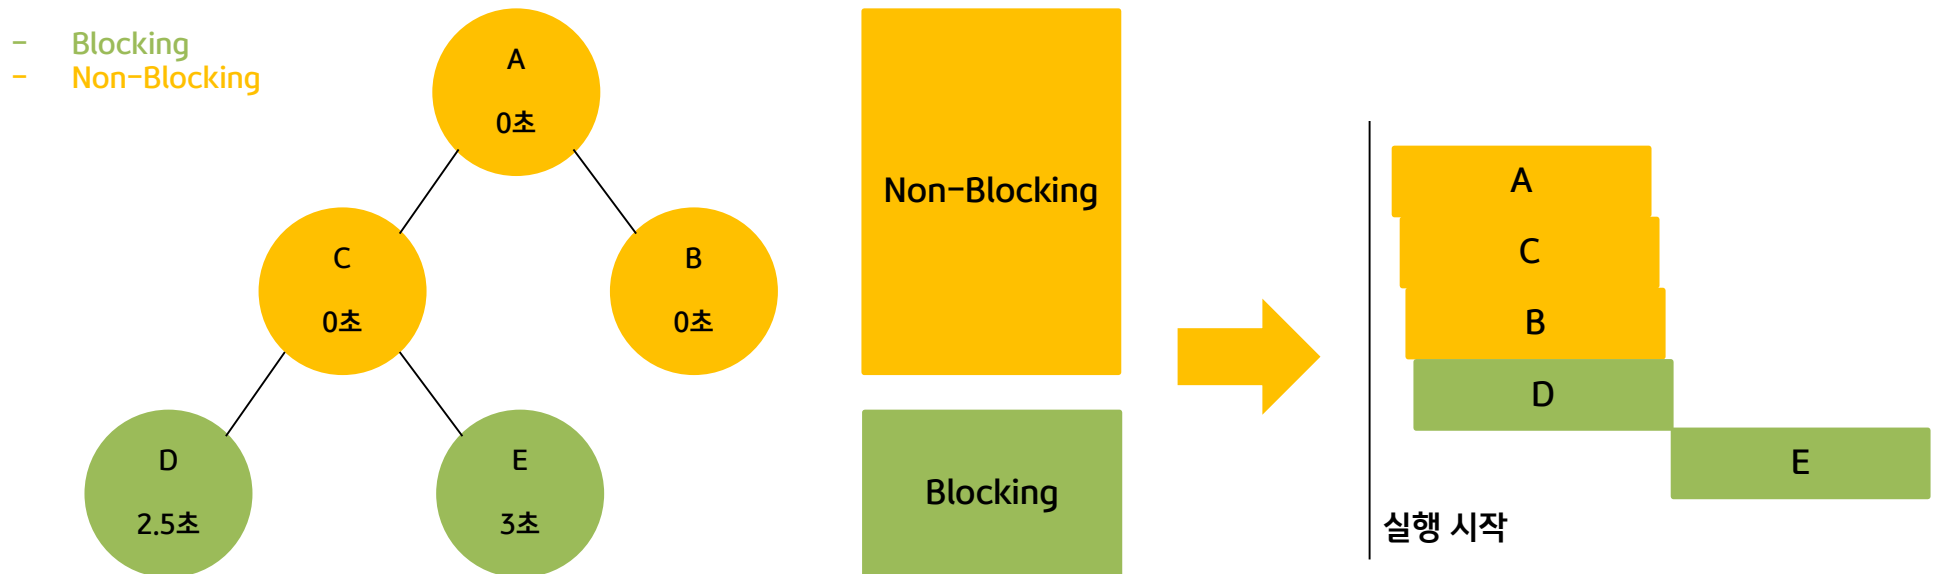 - Blocking
- Non-Blocking
A
0초
C
0초
B
0초
D
2.5초
E
3초
Non-Blocking
Blocking
A
C
B
D
E
실행 시작